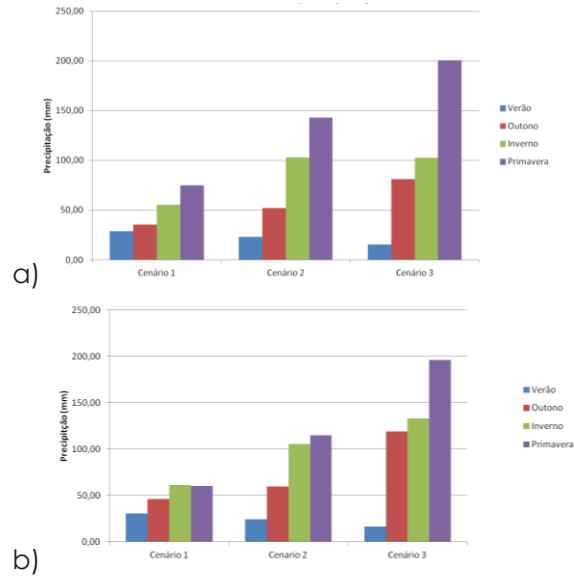 250,00
200,00
150,00
100,00
50,00
0,00
Precipitação (mm)
Cenário 1
Cenário 2
Cenário 3
Verão
Outono
Inverno
Primavera
a)
250,00
200,00
150,00
100,00
50,00
0,00
Precipitção (mm)
Cenário 1
Cenario 2
Cenário 3
Verão
Outono
Inverno
Primavera
b)